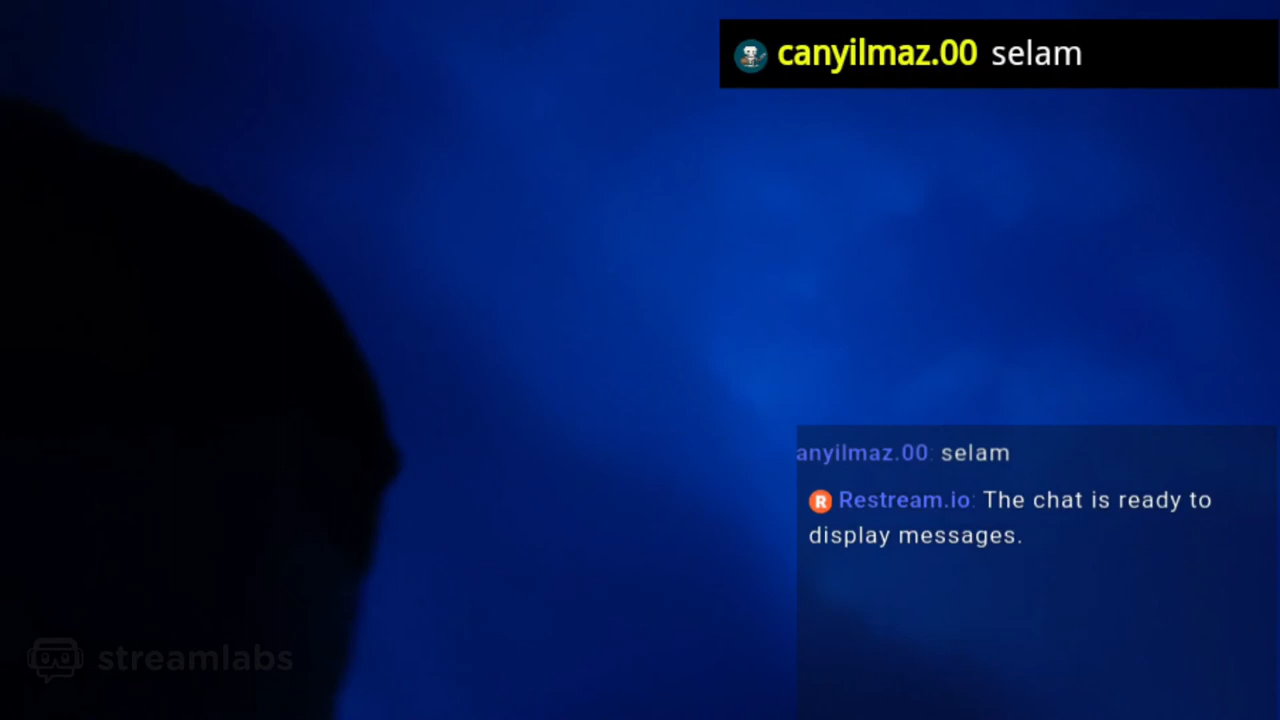 canyilmaz.00 selam
anyilmaz.00: selam
R Restream.io: The chat is ready to
display messages.
streamlabs